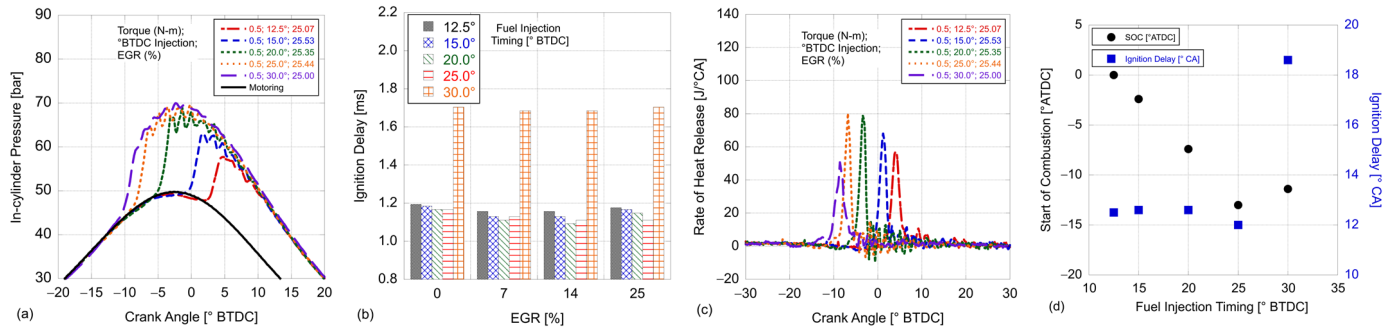 (a)
In-cylinder Pressure [bar]
90
80
70
60
50
40
30
Torque (N-m);
°BTDC Injection;
EGR (%)
0.5; 12.5°; 25.07
0.5; 15.0°; 25.53
0.5; 20.0°; 25.35
0.5; 25.0°; 25.44
0.5; 30.0°; 25.00
Motoring
−20 −15 −10 −5 0 5 10 15 20
Crank Angle [° BTDC]
(b)
Ignition Delay [ms]
2.2
2.0
1.8
1.6
1.4
1.2
1.0
0.8
12.5°
15.0°
20.0°
25.0°
30.0°
Fuel Injection
Timing [° BTDC]
0 7 14 25
EGR [%]
(c)
Rate of Heat Release [J/°CA]
140
120
100
80
60
40
20
0
−20
Torque (N-m);
°BTDC Injection;
EGR (%)
0.5; 12.5°; 25.07
0.5; 15.0°; 25.53
0.5; 20.0°; 25.35
0.5; 25.0°; 25.44
0.5; 30.0°; 25.00
−30 −20 −10 0 10 20 30
Crank Angle [° BTDC]
(d)
Start of Combustion [°ATDC]
5
0
−5
−10
−15
−20
SOC [°ATDC]
Ignition Delay [° CA]
20
18
16
14
12
10
Ignition Delay [° CA]
10 15 20 25 30 35
Fuel Injection Timing [° BTDC]